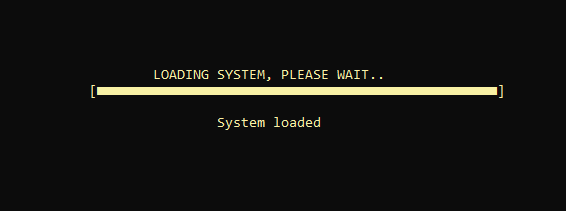 LOADING SYSTEM, PLEASE WAIT..
[■■■■■■■■■■■■■■■■■■■■■■■■■■■■■■■■■■■■■■■■■■■■■■■■■■]
System loaded